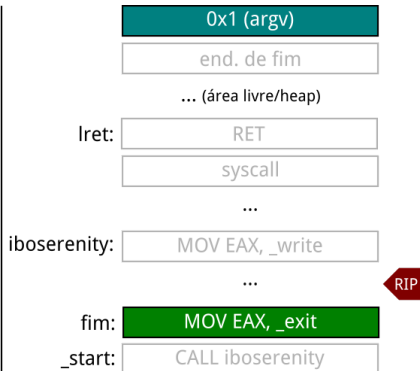 0x1 (argv)
end. de fim
... (área livre/heap)
lret: RET
syscall
...
iboserenity: MOV EAX, _write
...
RIP
fim: MOV EAX, _exit
_start: CALL iboserenity